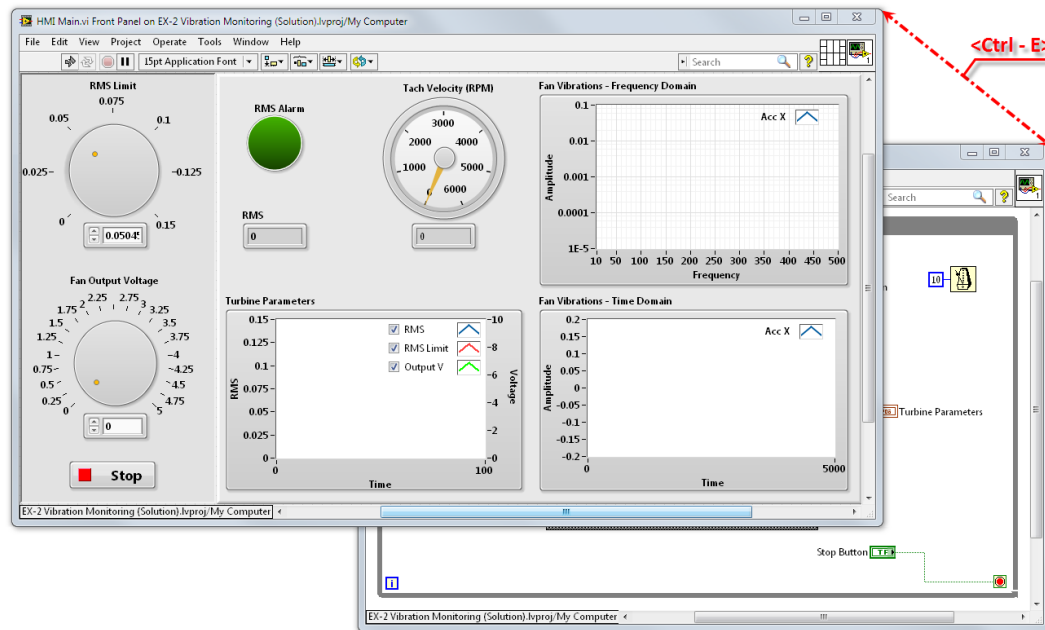 HMI Main.vi Front Panel on EX-2 Vibration Monitoring (Solution).lvproj/My Computer
File Edit View Project Operate Tools Window Help
15pt Application Font
Search
?
1
<Ctrl - E>
RMS Limit
0 0.025 0.05 0.075 0.1 0.125 0.15
0.0504
Fan Output Voltage
0 0.25 0.5 0.75 1 1.25 1.5 1.75 2 2.25 2.75 3 3.25 3.5 3.75 4 4.25 4.5 4.75 5
0
Stop
RMS Alarm
RMS
0
Tach Velocity (RPM)
0 1000 2000 3000 4000 5000 6000
0
Fan Vibrations - Frequency Domain
Acc X
Amplitude
0.1
0.01
0.001
0.0001
1E-5
10 50 100 150 200 250 300 350 400 450 500
Frequency
Turbine Parameters
RMS
RMS Limit
Output V
RMS
0.15
0.125
0.1
0.075
0.05
0.025
0
Voltage
10
8
6
4
2
0
0 100
Time
Fan Vibrations - Time Domain
Acc X
Amplitude
0.2
0.15
0.1
0.05
0
-0.05
-0.1
-0.15
-0.2
0 5000
Time
EX-2 Vibration Monitoring (Solution).lvproj/My Computer
Search
?
1
10
Turbine Parameters
Stop Button
TF
i
EX-2 Vibration Monitoring (Solution).lvproj/My Computer